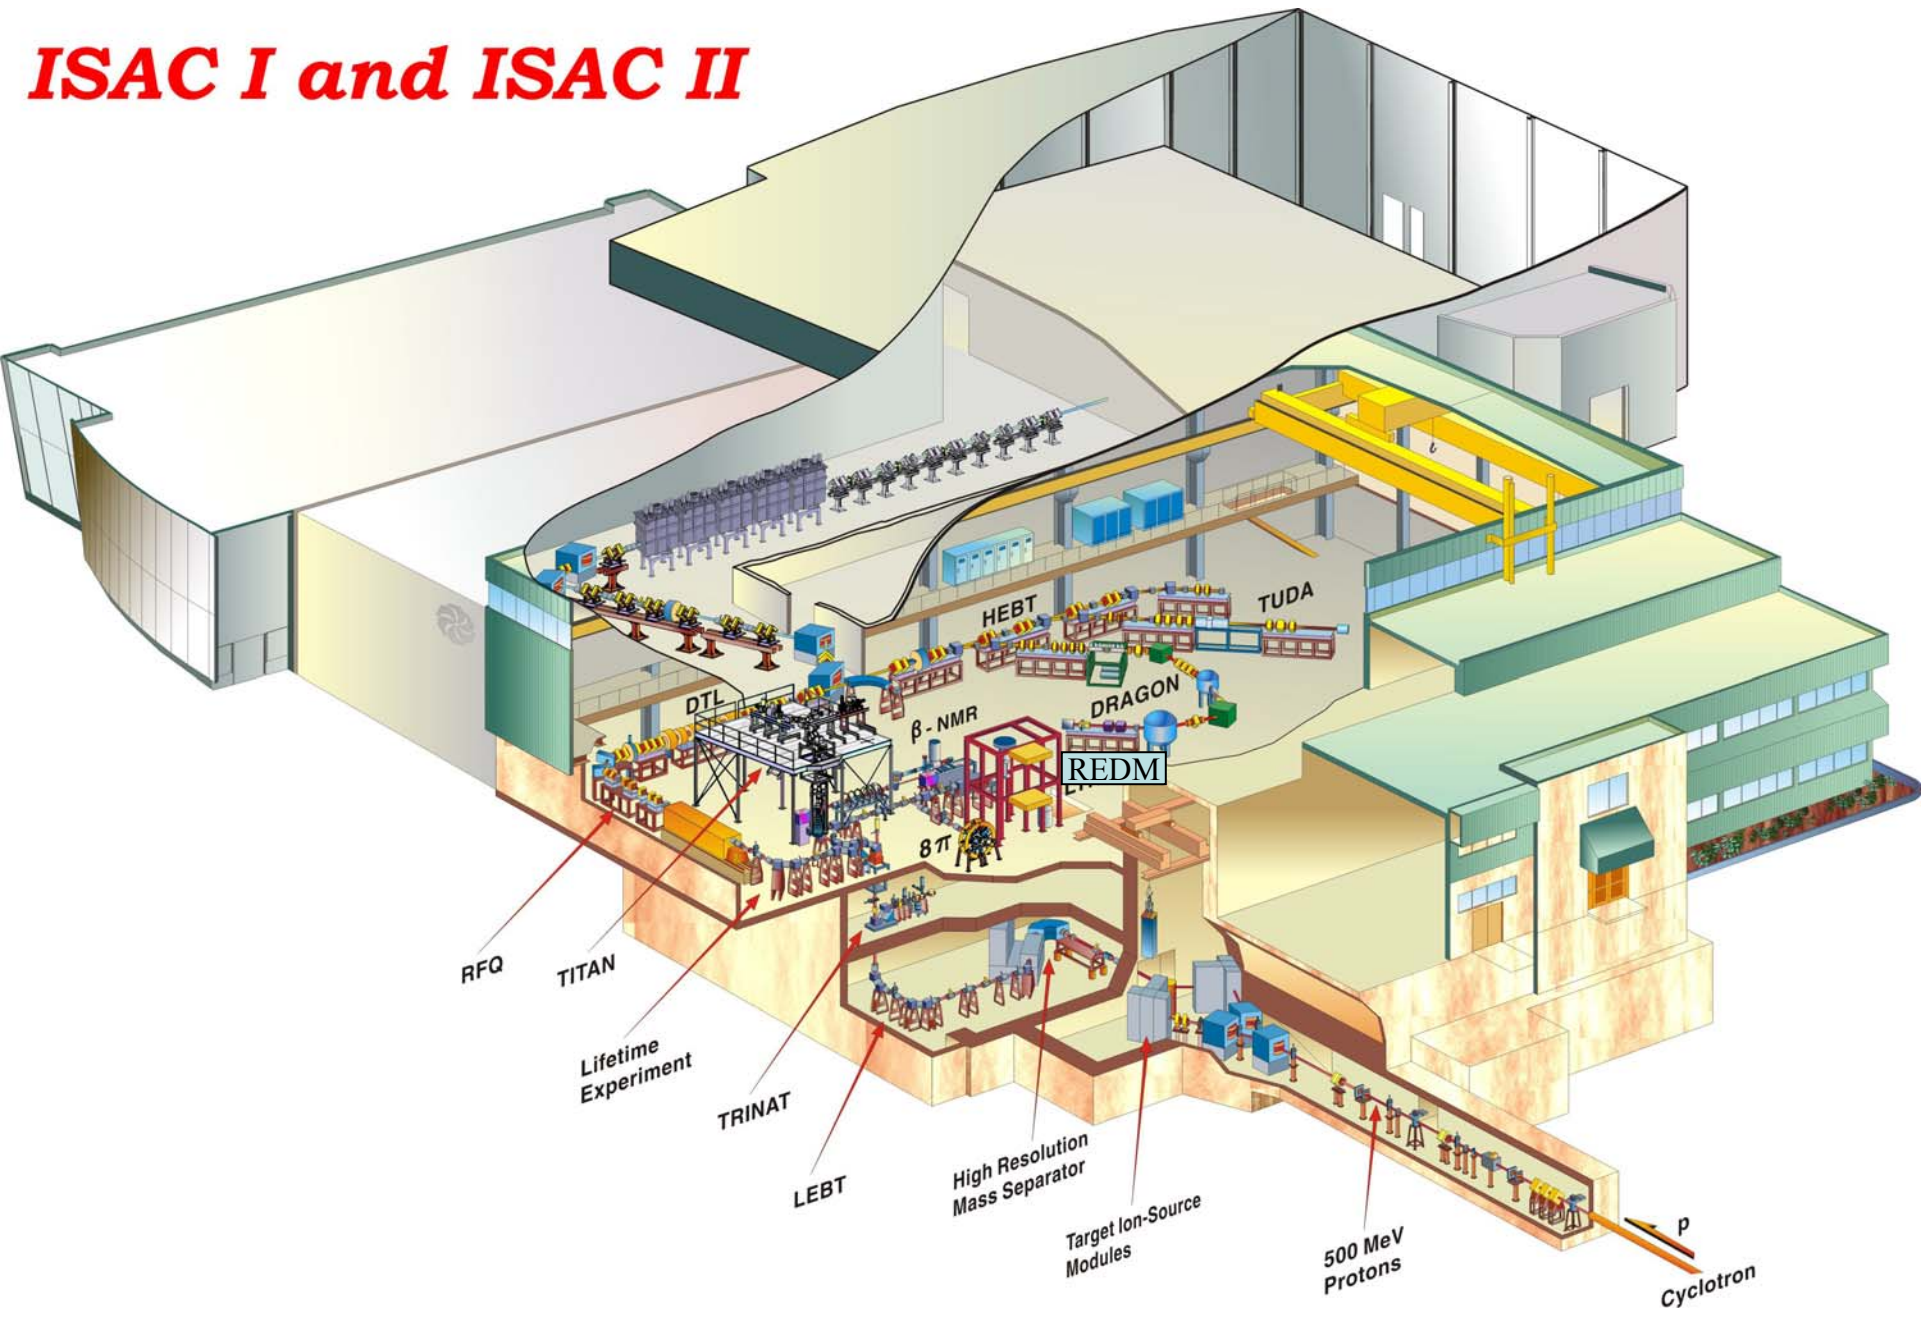 ISAC I and ISAC II
HEBT
TUDA
DTL
β-NMR
DRAGON
REDM
8π
RFQ
TITAN
Lifetime
Experiment
TRINAT
LEBT
High Resolution
Mass Separator
Target Ion-Source
Modules
500 MeV
Protons
p
Cyclotron